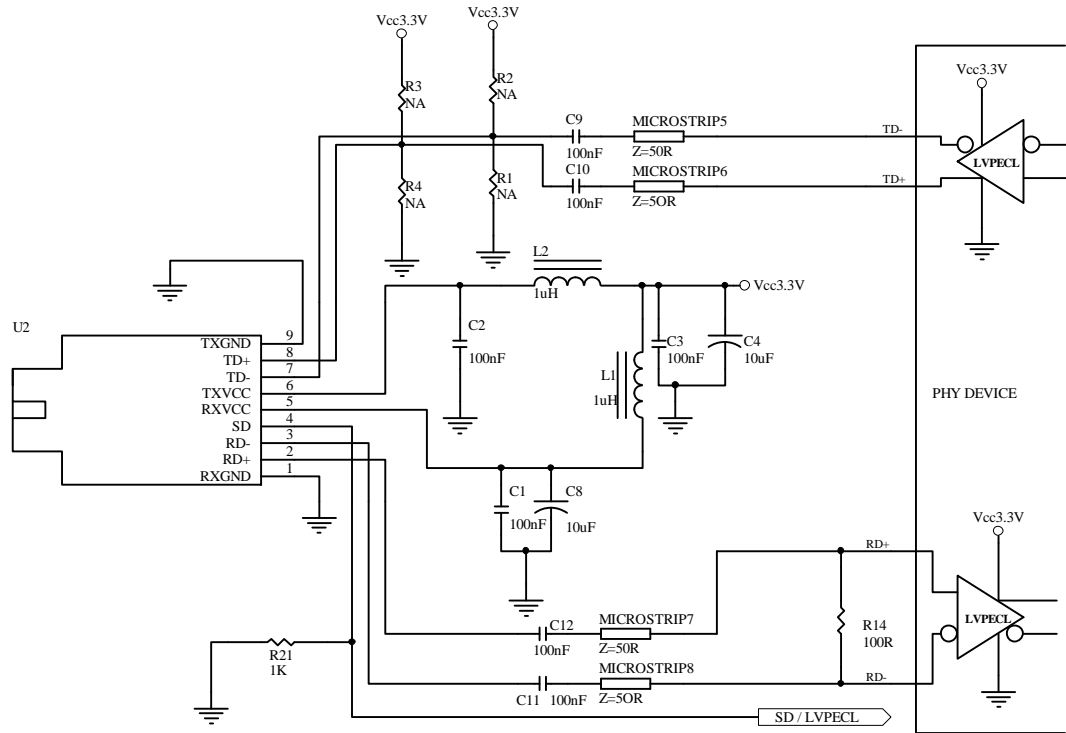 Vcc3.3V
Vcc3.3V
R3
NA
R2
NA
Vcc3.3V
C9
100nF
MICROSTRIP5
Z=50R
TD-
LVPECL
C10
100nF
MICROSTRIP6
Z=5OR
TD+
R4
NA
R1
NA
L2
1uH
Vcc3.3V
U2
C2
100nF
C3
100nF
C4
10uF
L1
1uH
PHY DEVICE
TXGND 9
TD+ 8
TD- 7
TXVCC 6
RXVCC 5
SD 4
RD- 3
RD+ 2
RXGND 1
C1
100nF
C8
10uF
Vcc3.3V
RD+
LVPECL
C12
100nF
MICROSTRIP7
Z=50R
R14
100R
R21
1K
C11 100nF
MICROSTRIP8
Z=5OR
RD-
SD / LVPECL